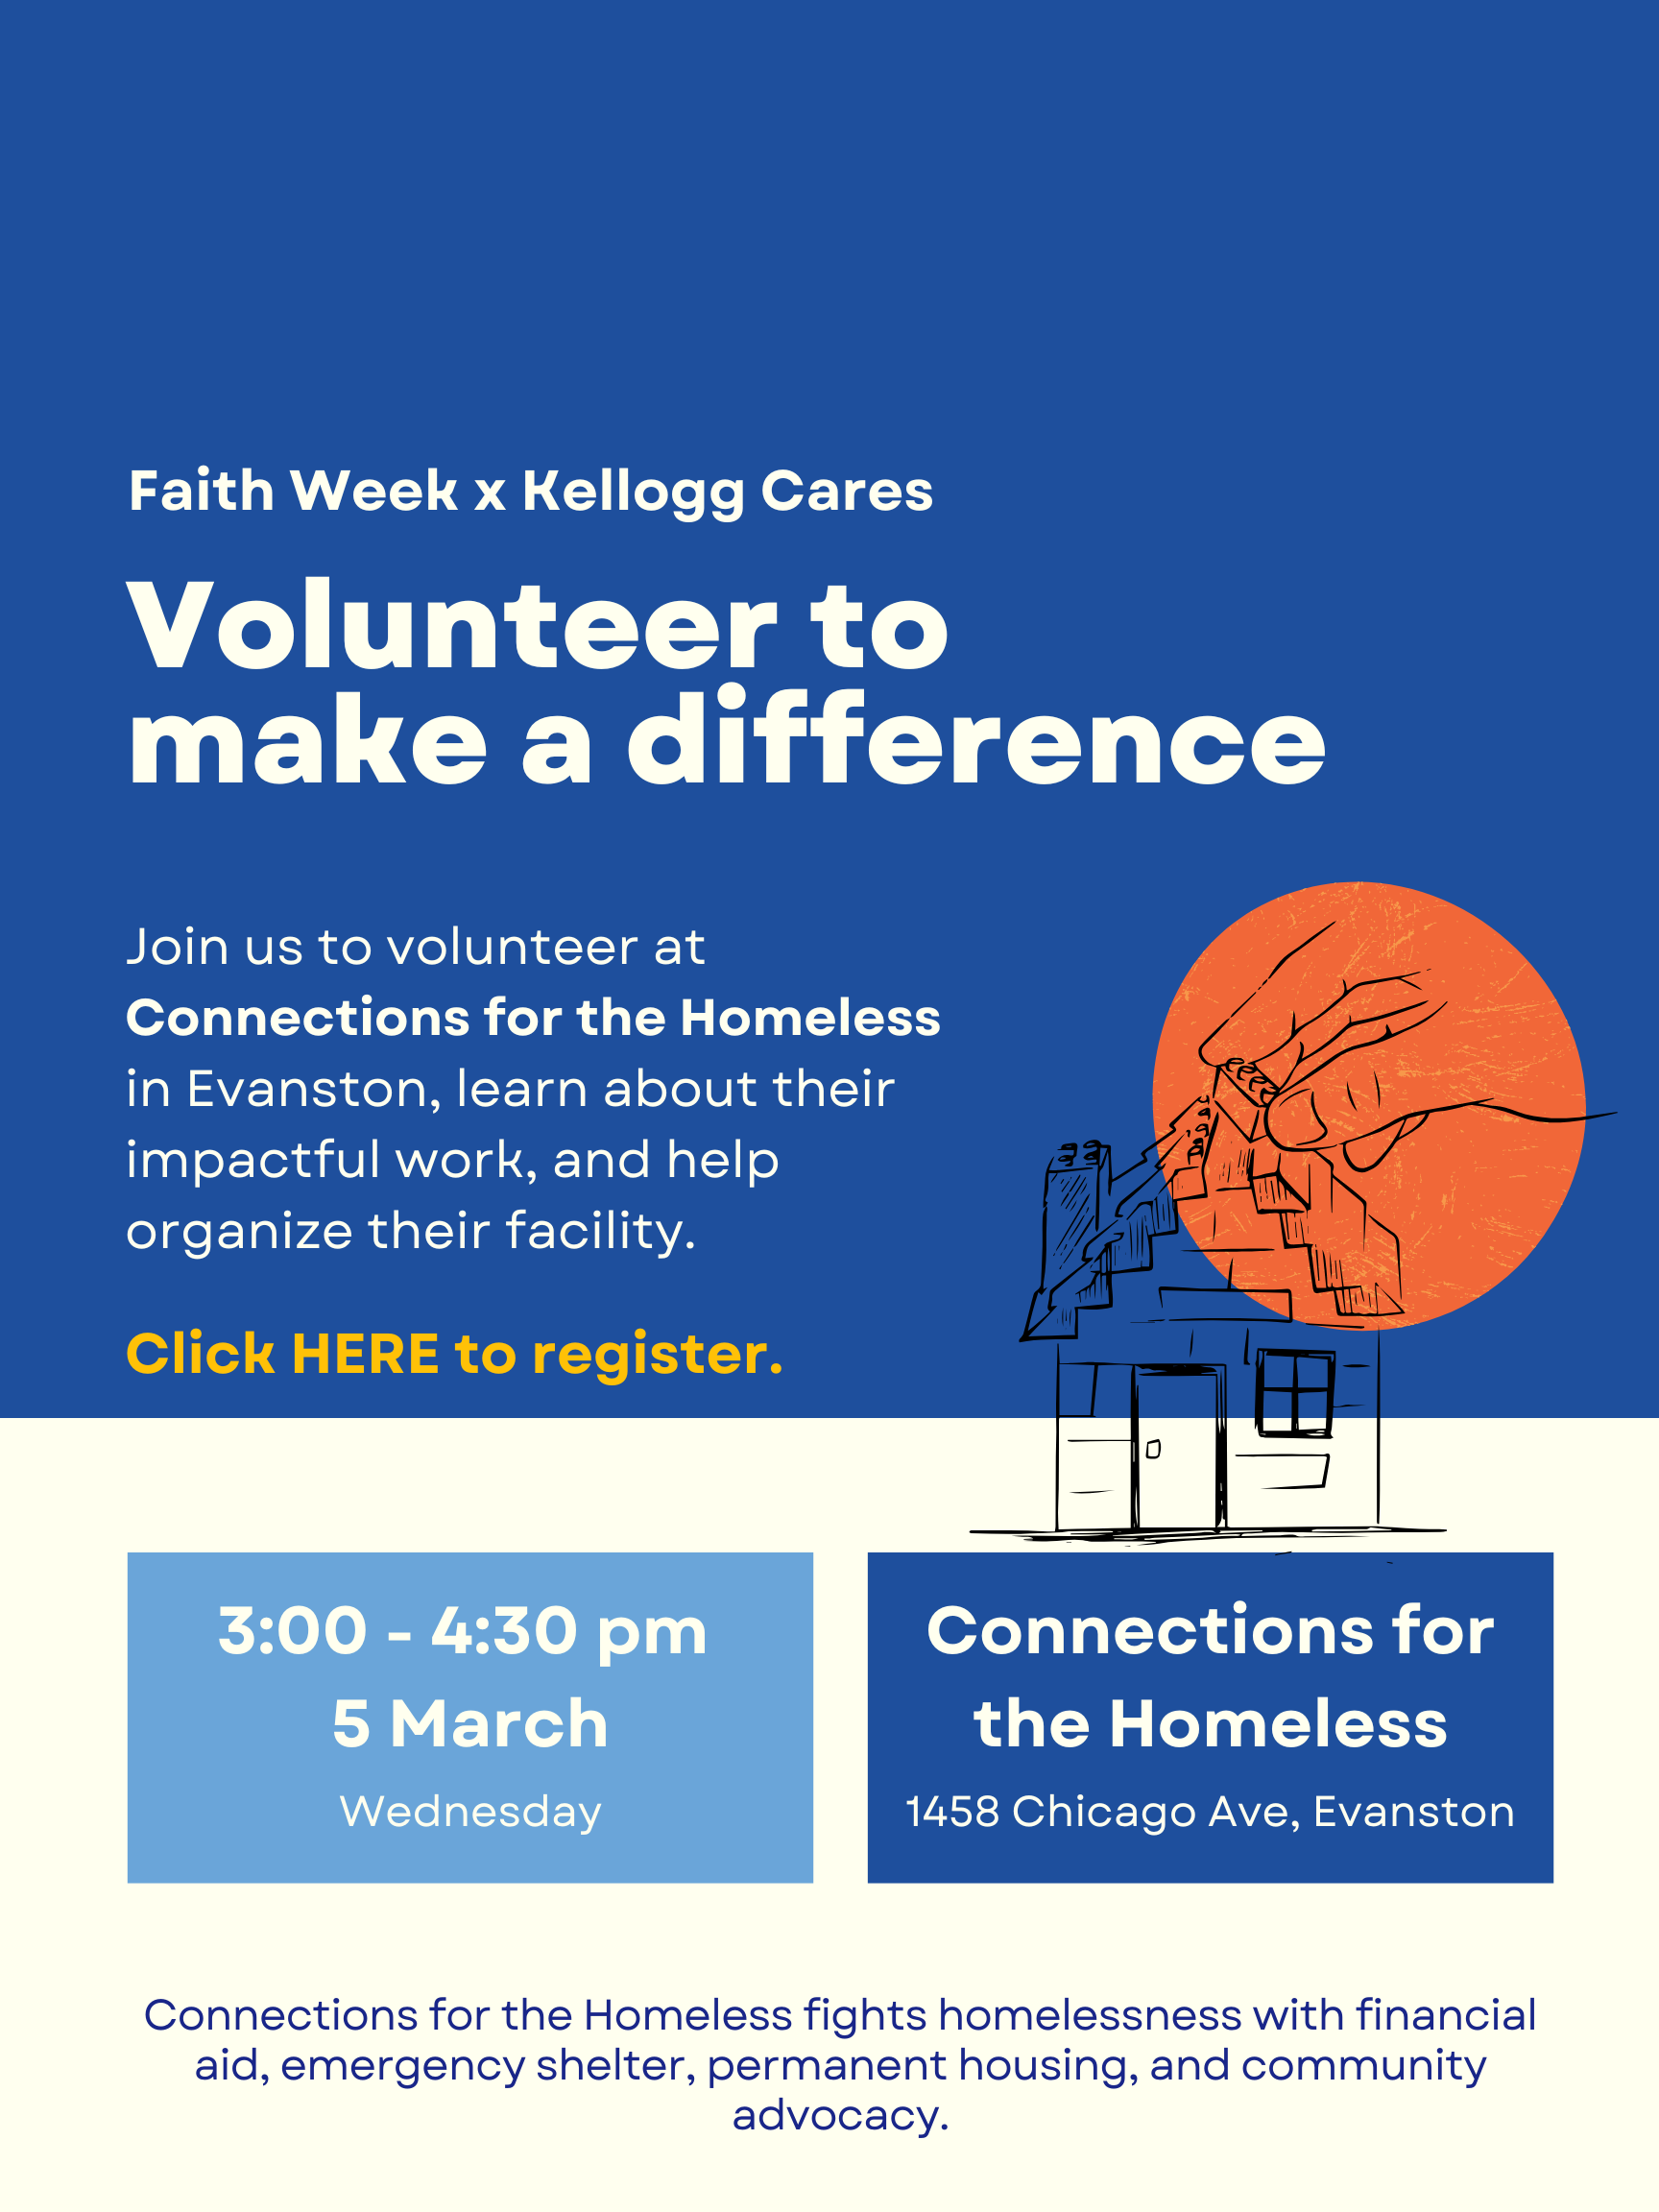 Faith Week x Kellogg Cares
Volunteer to
make a difference
Join us to volunteer at
Connections for the Homeless
in Evanston, learn about their
impactful work, and help
organize their facility.
Click HERE to register.
3:00 - 4:30 pm
5 March
Wednesday
Connections for
the Homeless
1458 Chicago Ave, Evanston
Connections for the Homeless fights homelessness with financial
aid, emergency shelter, permanent housing, and community
advocacy.